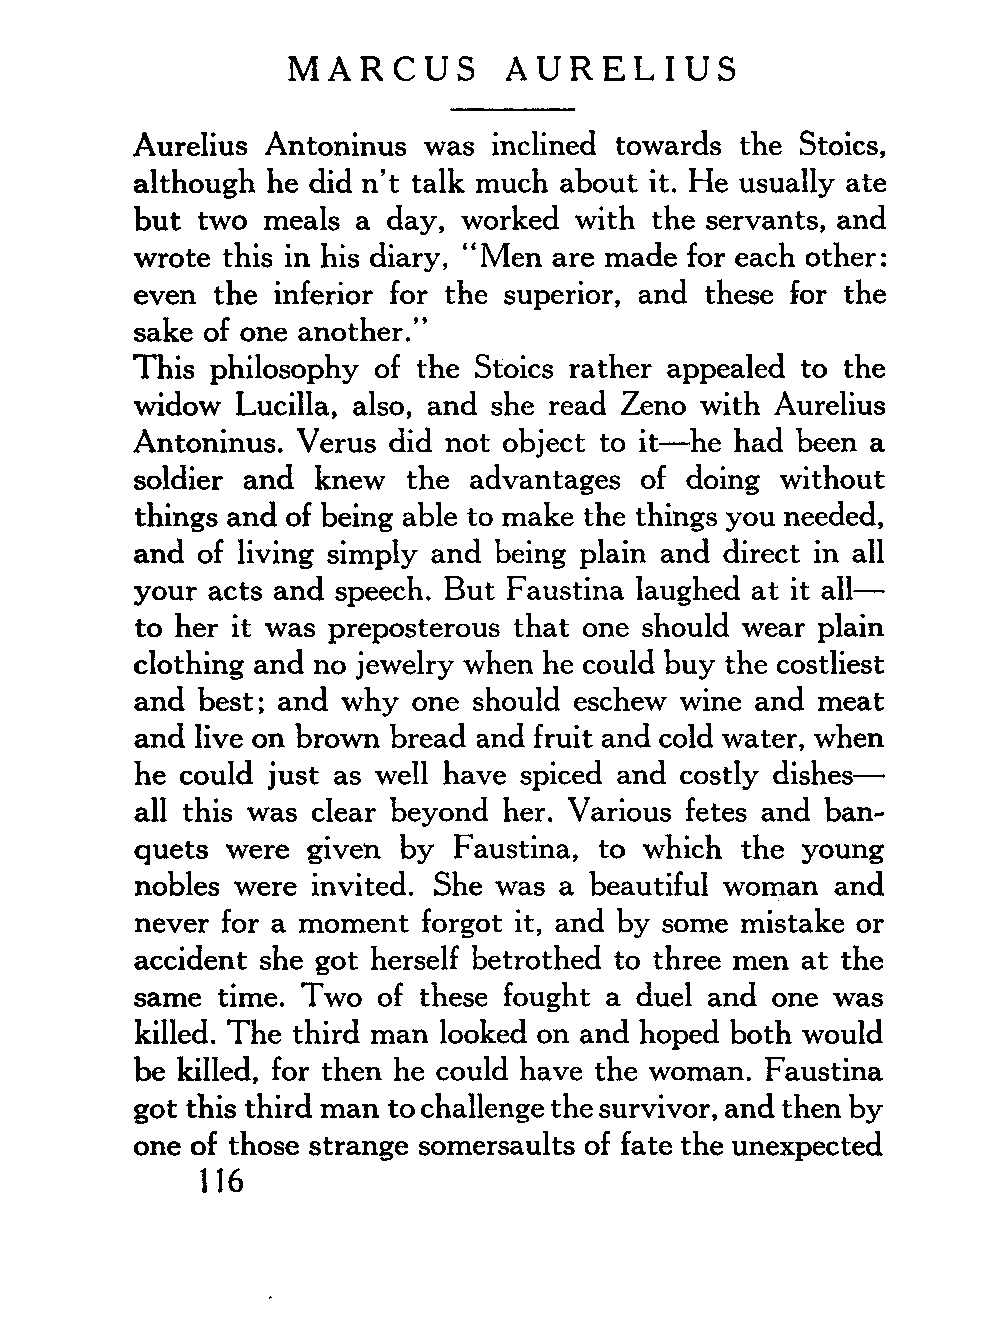 MARCUS AURELIUS
Aurelius Antoninus was inclined towards the Stoics,
although he did n't talk much about it. He usually ate
but two meals a day, worked with the servants, and
wrote this in his diary, "Men are made for each other:
even the inferior for the superior, and these for the
sake of one another."
This philosophy of the Stoics rather appealed to the
widow Lucilla, also, and she read Zeno with Aurelius
Antoninus. Verus did not object to it—he had been a
soldier and knew the advantages of doing without
things and of being able to make the things you needed,
and of living simply and being plain and direct in all
your acts and speech. But Faustina laughed at it all—
to her it was preposterous that one should wear plain
clothing and no jewelry when he could buy the costliest
and best; and why one should eschew wine and meat
and live on brown bread and fruit and cold water, when
he could just as well have spiced and costly dishes—
all this was clear beyond her. Various fetes and ban-
quets were given by Faustina, to which the young
nobles were invited. She was a beautiful woman and
never for a moment forgot it, and by some mistake or
accident she got herself betrothed to three men at the
same time. Two of these fought a duel and one was
killed. The third man looked on and hoped both would
be killed, for then he could have the woman. Faustina
got this third man to challenge the survivor, and then by
one of those strange somersaults of fate the unexpected
116